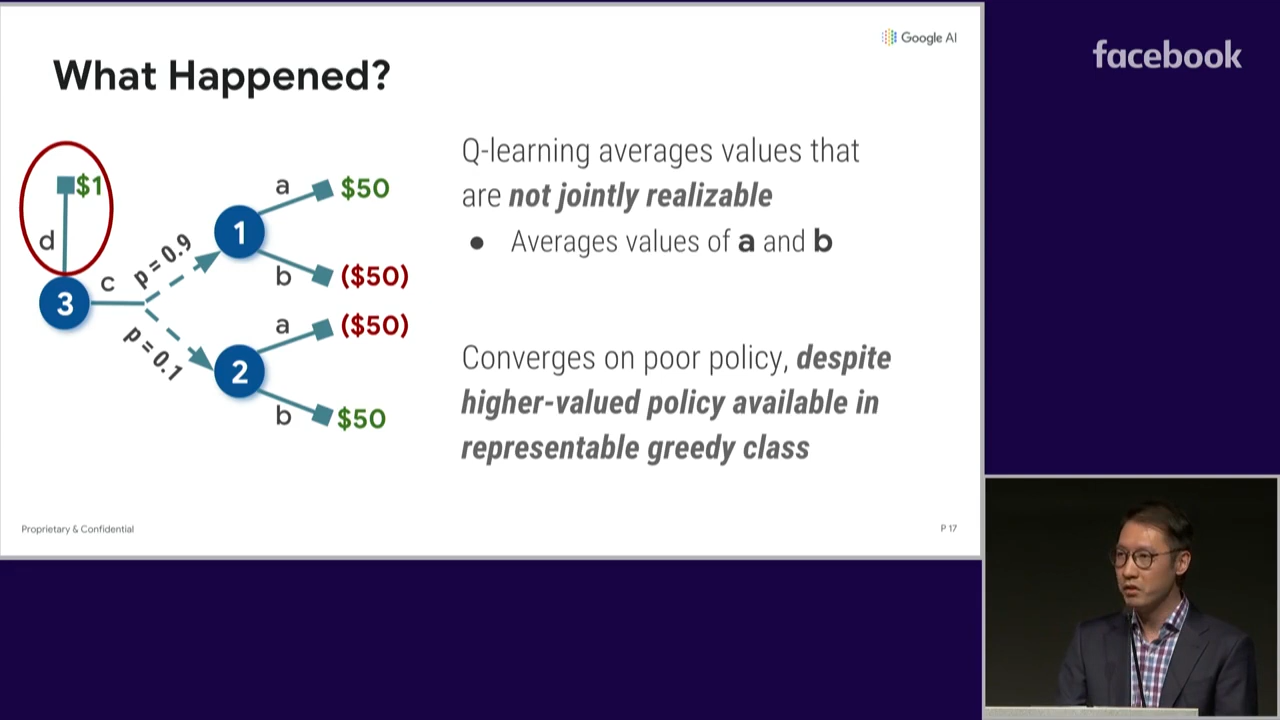 Google AI
facebook
What Happened?
$1
d
3
c
p = 0.9
p = 0.1
1
a
$50
b
($50)
2
a
($50)
b
$50
Q-learning averages values that
are not jointly realizable
● Averages values of a and b
Converges on poor policy, despite
higher-valued policy available in
representable greedy class
Proprietary & Confidential
P 17